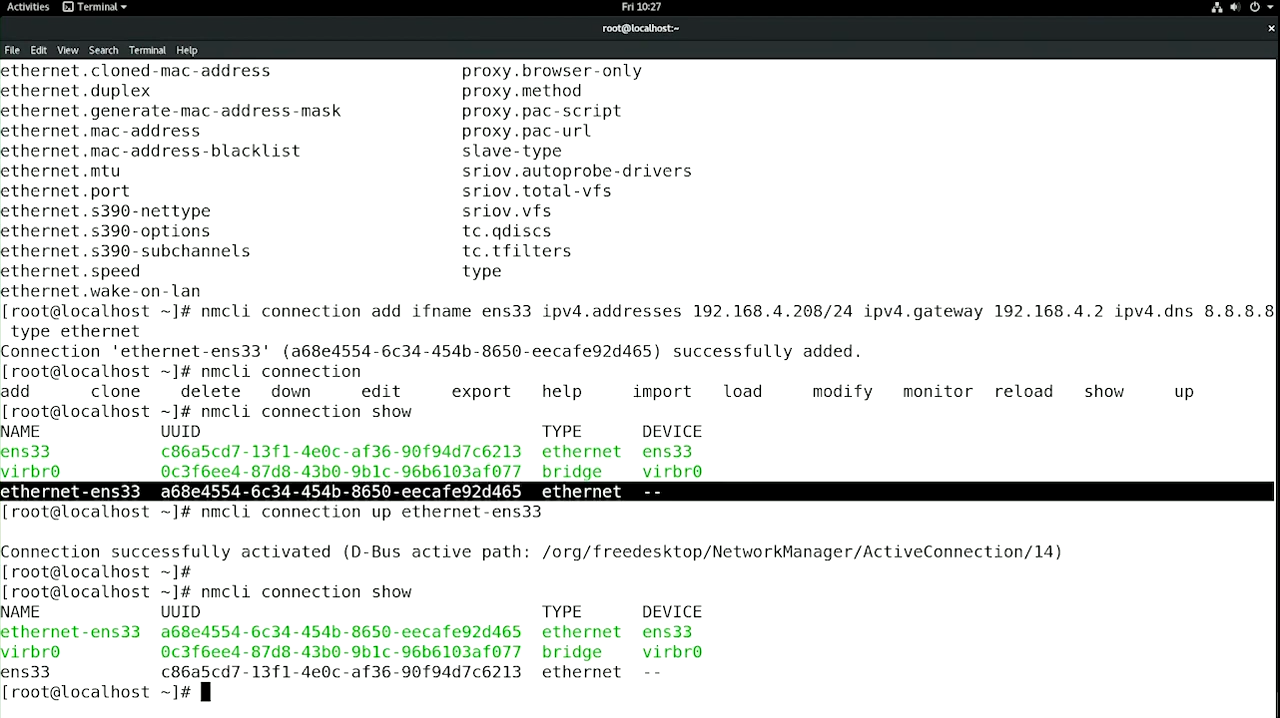 Activities Terminal Fri 10:27
root@localhost:~ ×
File Edit View Search Terminal Help
ethernet.cloned-mac-address proxy.browser-only
ethernet.duplex proxy.method
ethernet.generate-mac-address-mask proxy.pac-script
ethernet.mac-address proxy.pac-url
ethernet.mac-address-blacklist slave-type
ethernet.mtu sriov.autoprobe-drivers
ethernet.port sriov.total-vfs
ethernet.s390-nettype sriov.vfs
ethernet.s390-options tc.qdiscs
ethernet.s390-subchannels tc.tfilters
ethernet.speed type
ethernet.wake-on-lan
[root@localhost ~]# nmcli connection add ifname ens33 ipv4.addresses 192.168.4.208/24 ipv4.gateway 192.168.4.2 ipv4.dns 8.8.8.8
type ethernet
Connection 'ethernet-ens33' (a68e4554-6c34-454b-8650-eecafe92d465) successfully added.
[root@localhost ~]# nmcli connection
add clone delete down edit export help import load modify monitor reload show up
[root@localhost ~]# nmcli connection show
NAME UUID TYPE DEVICE
ens33 c86a5cd7-13f1-4e0c-af36-90f94d7c6213 ethernet ens33
virbr0 0c3f6ee4-87d8-43b0-9b1c-96b6103af077 bridge virbr0
ethernet-ens33 a68e4554-6c34-454b-8650-eecafe92d465 ethernet --
[root@localhost ~]# nmcli connection up ethernet-ens33
Connection successfully activated (D-Bus active path: /org/freedesktop/NetworkManager/ActiveConnection/14)
[root@localhost ~]#
[root@localhost ~]# nmcli connection show
NAME UUID TYPE DEVICE
ethernet-ens33 a68e4554-6c34-454b-8650-eecafe92d465 ethernet ens33
virbr0 0c3f6ee4-87d8-43b0-9b1c-96b6103af077 bridge virbr0
ens33 c86a5cd7-13f1-4e0c-af36-90f94d7c6213 ethernet --
[root@localhost ~]#